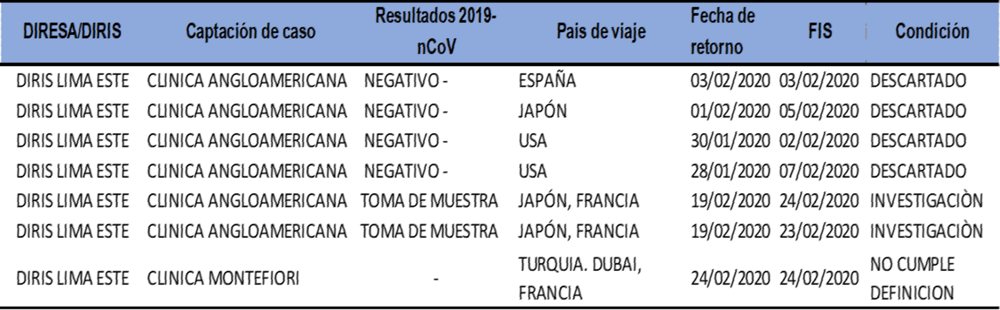 DIRESA/DIRIS Captación de caso Resultados 2019-nCoV Pais de viaje Fecha de retorno FIS Condición
DIRIS LIMA ESTE CLINICA ANGLOAMERICANA NEGATIVO - ESPAÑA 03/02/2020 03/02/2020 DESCARTADO
DIRIS LIMA ESTE CLINICA ANGLOAMERICANA NEGATIVO - JAPÓN 01/02/2020 05/02/2020 DESCARTADO
DIRIS LIMA ESTE CLINICA ANGLOAMERICANA NEGATIVO - USA 30/01/2020 02/02/2020 DESCARTADO
DIRIS LIMA ESTE CLINICA ANGLOAMERICANA NEGATIVO - USA 28/01/2020 07/02/2020 DESCARTADO
DIRIS LIMA ESTE CLINICA ANGLOAMERICANA TOMA DE MUESTRA JAPÓN, FRANCIA 19/02/2020 24/02/2020 INVESTIGACIÒN
DIRIS LIMA ESTE CLINICA ANGLOAMERICANA TOMA DE MUESTRA JAPÓN, FRANCIA 19/02/2020 23/02/2020 INVESTIGACIÒN
DIRIS LIMA ESTE CLINICA MONTEFIORI - TURQUIA. DUBAI, FRANCIA 24/02/2020 24/02/2020 NO CUMPLE DEFINICION